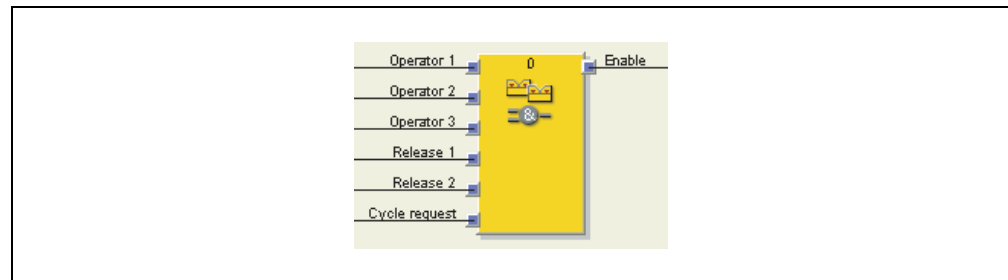 Operator 1
0
Enable
Operator 2
Operator 3
&
Release 1
Release 2
Cycle request